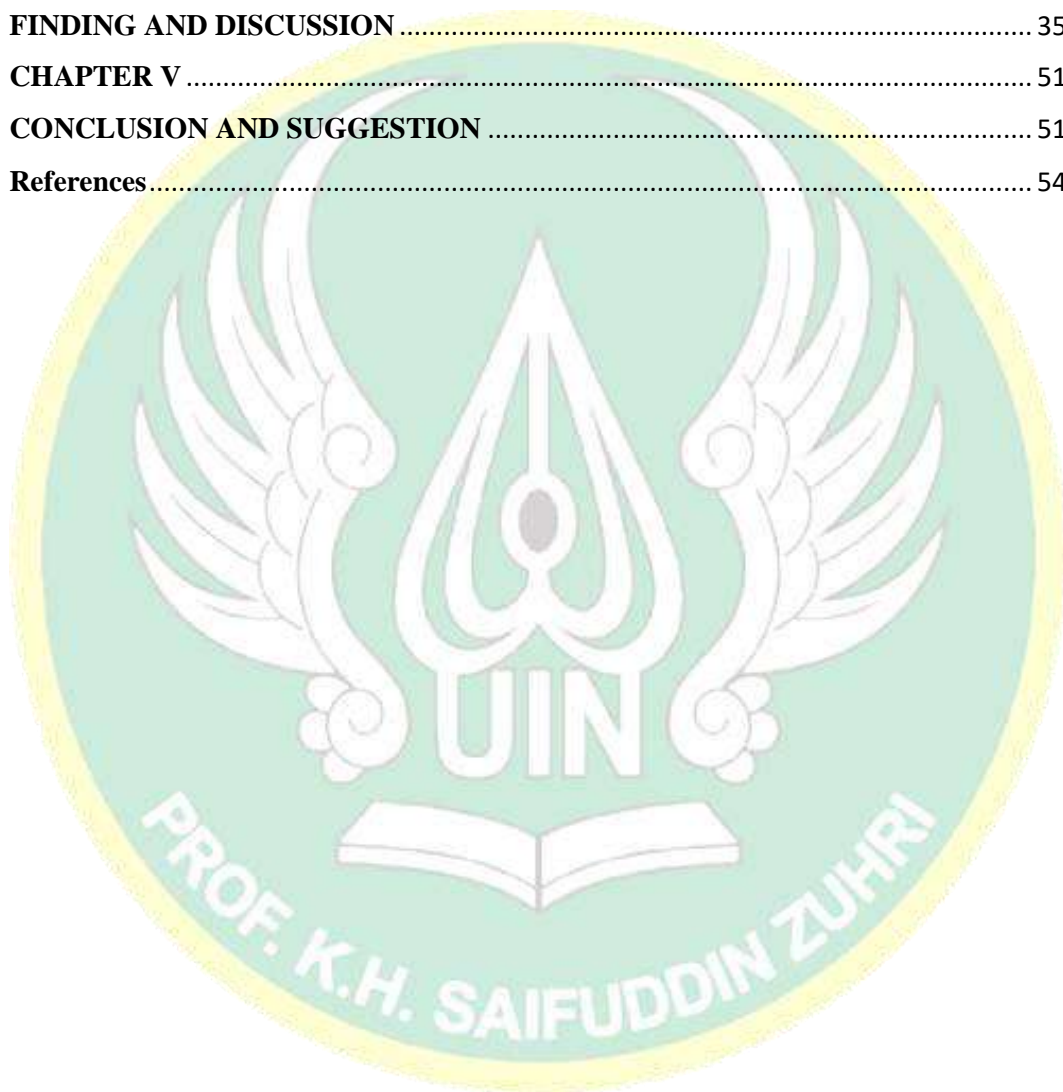 FINDING AND DISCUSSION ........................................................................................ 35
CHAPTER V ........................................................................................ 51
CONCLUSION AND SUGGESTION ........................................................................................ 51
References ........................................................................................ 54
UIN
PROF. K.H. SAIFUDDIN ZUHRI